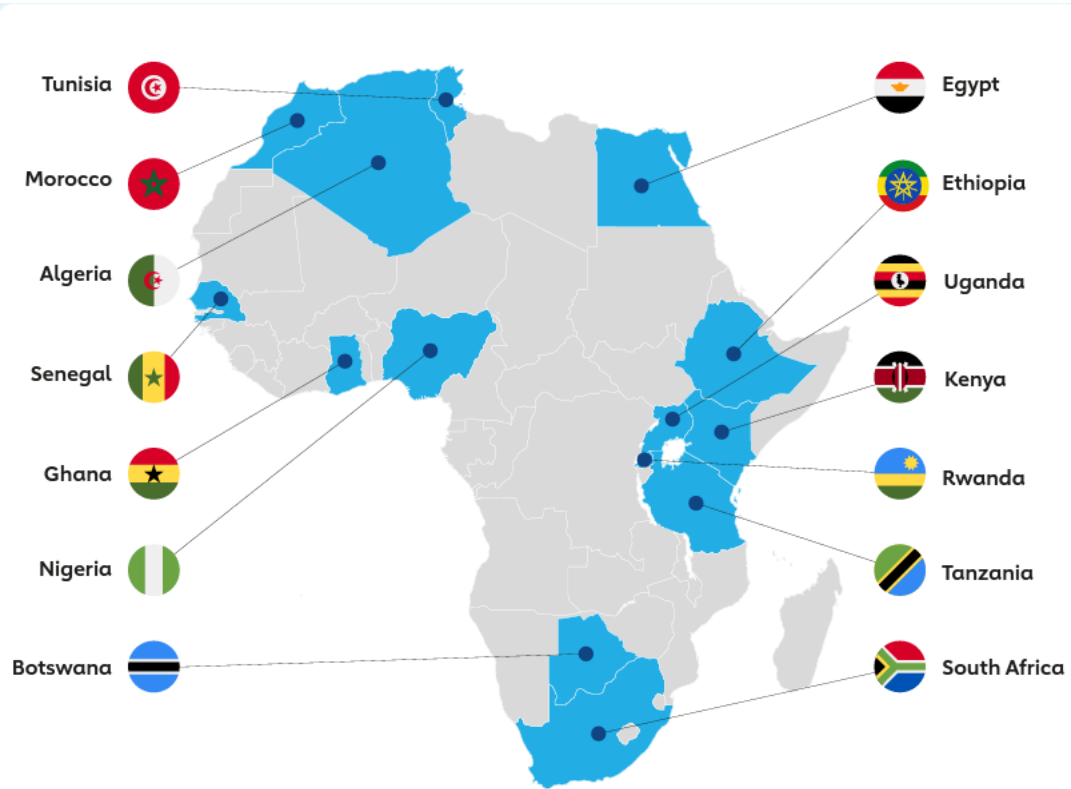 Tunisia
Morocco
Algeria
Senegal
Ghana
Nigeria
Botswana
Egypt
Ethiopia
Uganda
Kenya
Rwanda
Tanzania
South Africa